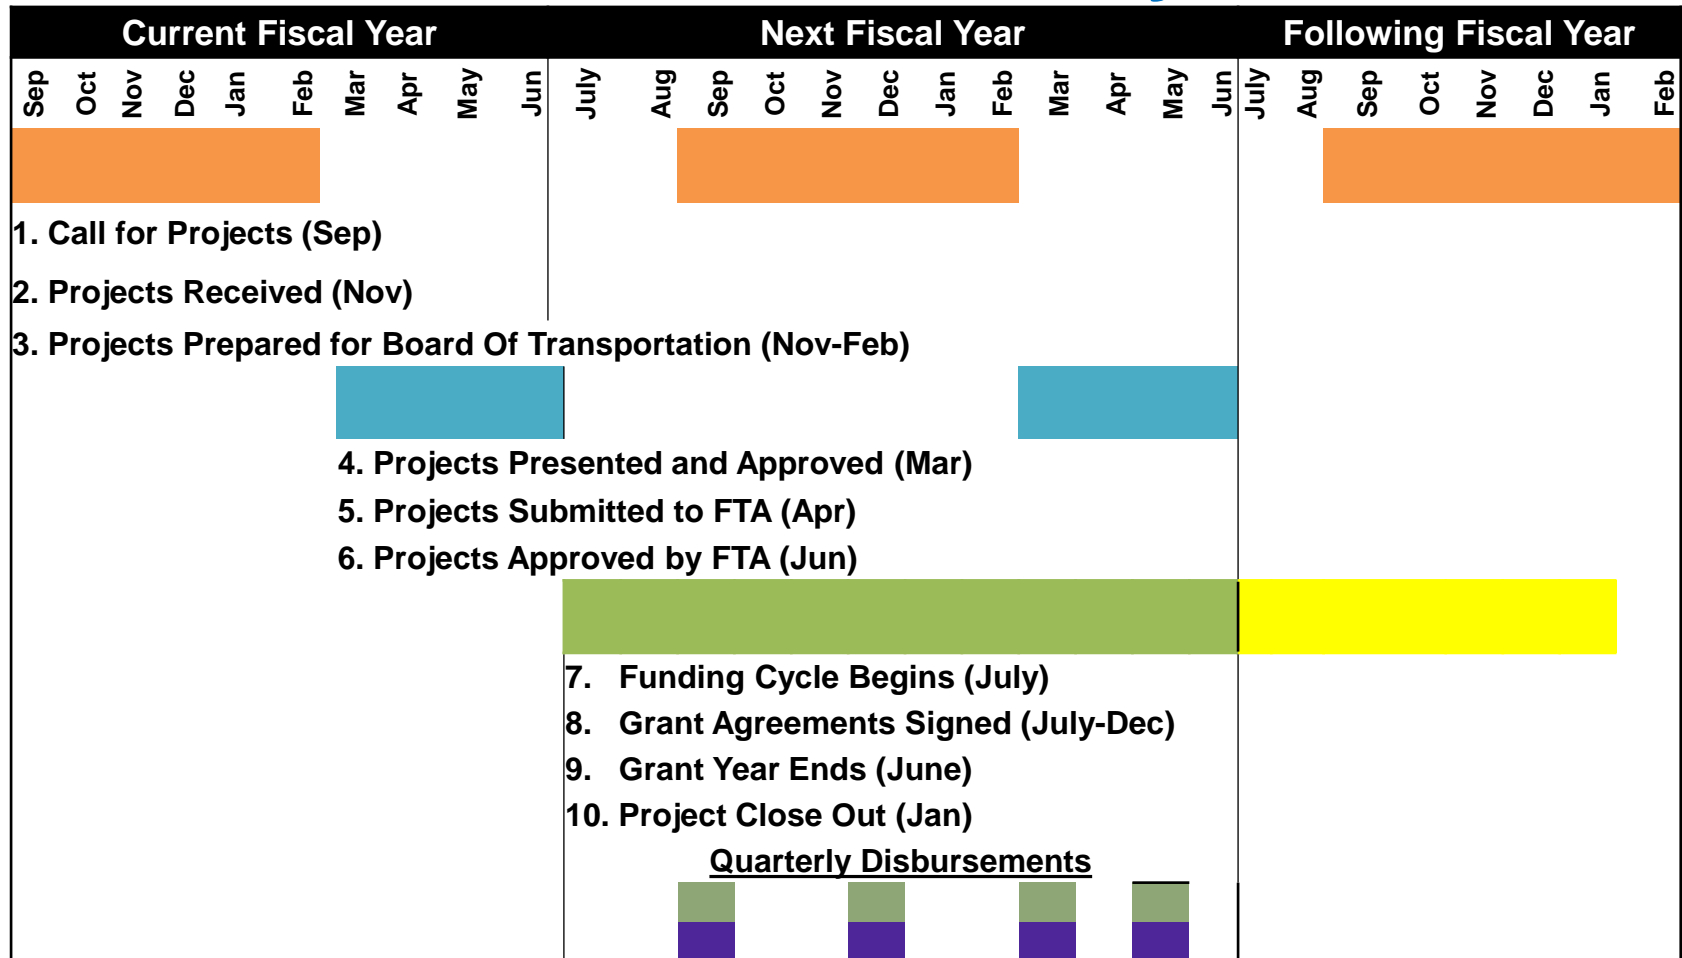 Current Fiscal Year Next Fiscal Year Following Fiscal Year
Sep Oct Nov Dec Jan Feb Mar Apr May Jun July Aug Sep Oct Nov Dec Jan Feb Mar Apr May Jun July Aug Sep Oct Nov Dec Jan Feb
1. Call for Projects (Sep)
2. Projects Received (Nov)
3. Projects Prepared for Board Of Transportation (Nov-Feb)
4. Projects Presented and Approved (Mar)
5. Projects Submitted to FTA (Apr)
6. Projects Approved by FTA (Jun)
7. Funding Cycle Begins (July)
8. Grant Agreements Signed (July-Dec)
9. Grant Year Ends (June)
10. Project Close Out (Jan)
Quarterly Disbursements